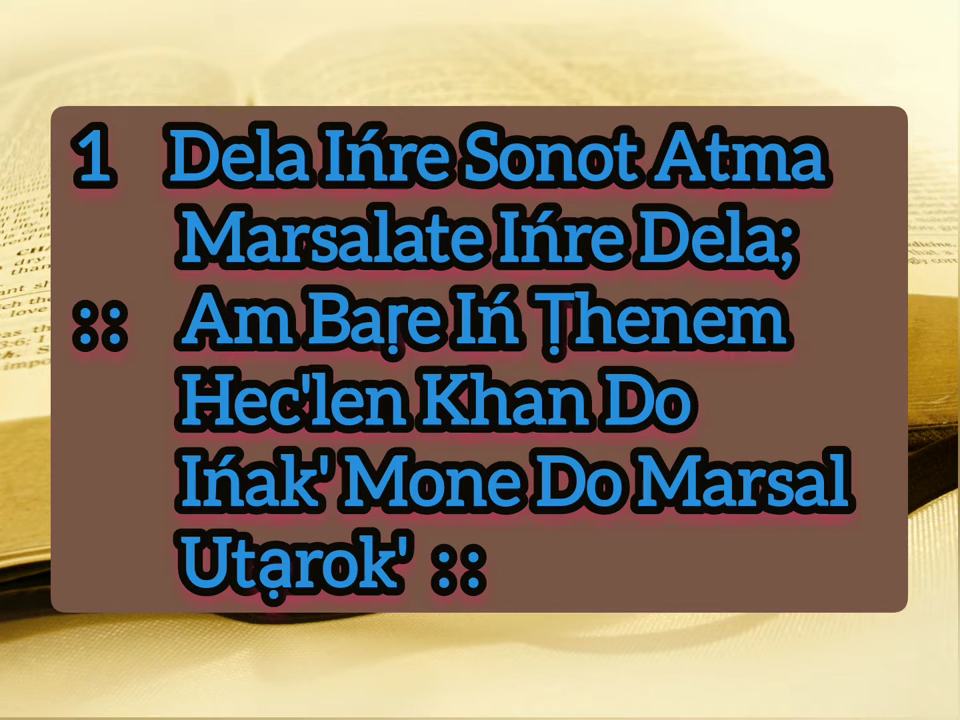 1 Dela Ińre Sonot Atma
Marsalate Ińre Dela;
:: Am Baṛe Iń Ṭhenem
Hec'len Khan Do
Ińak' Mone Do Marsal
Utạrok' ::